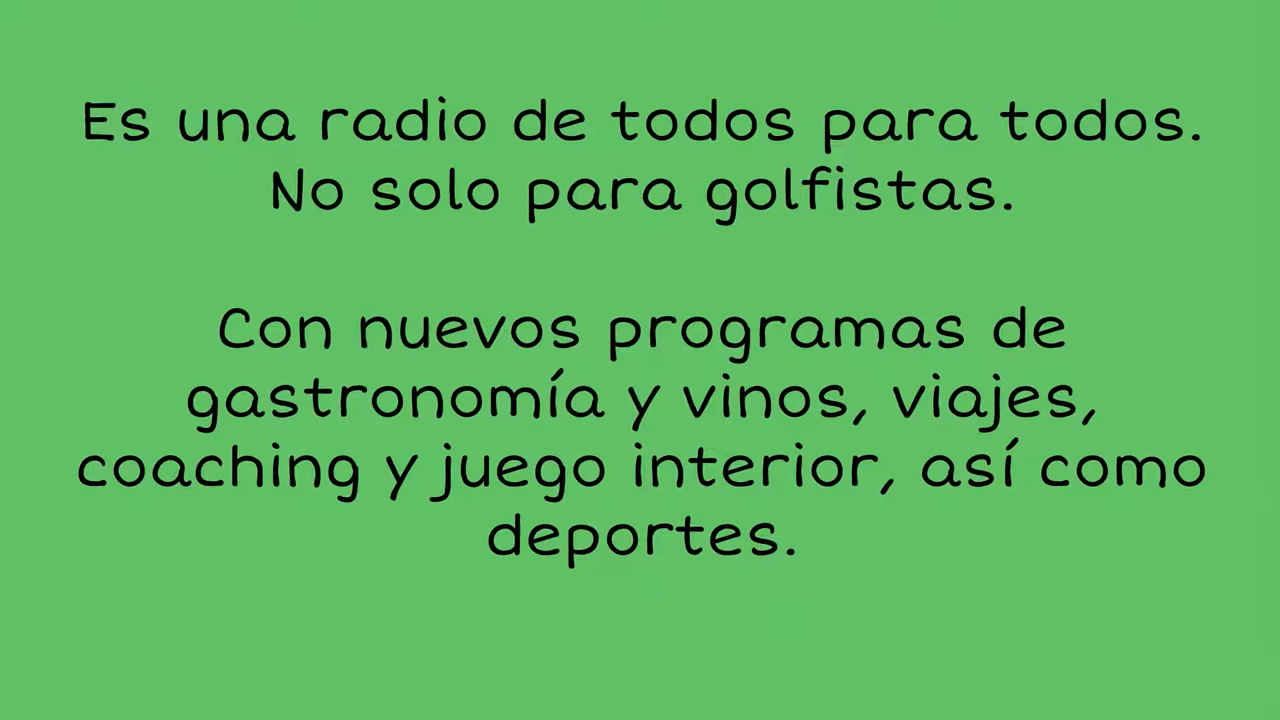 Es una radio de todos para todos.
No solo para golfistas.
Con nuevos programas de
gastronomía y vinos, viajes,
coaching y juego interior, así como
deportes.